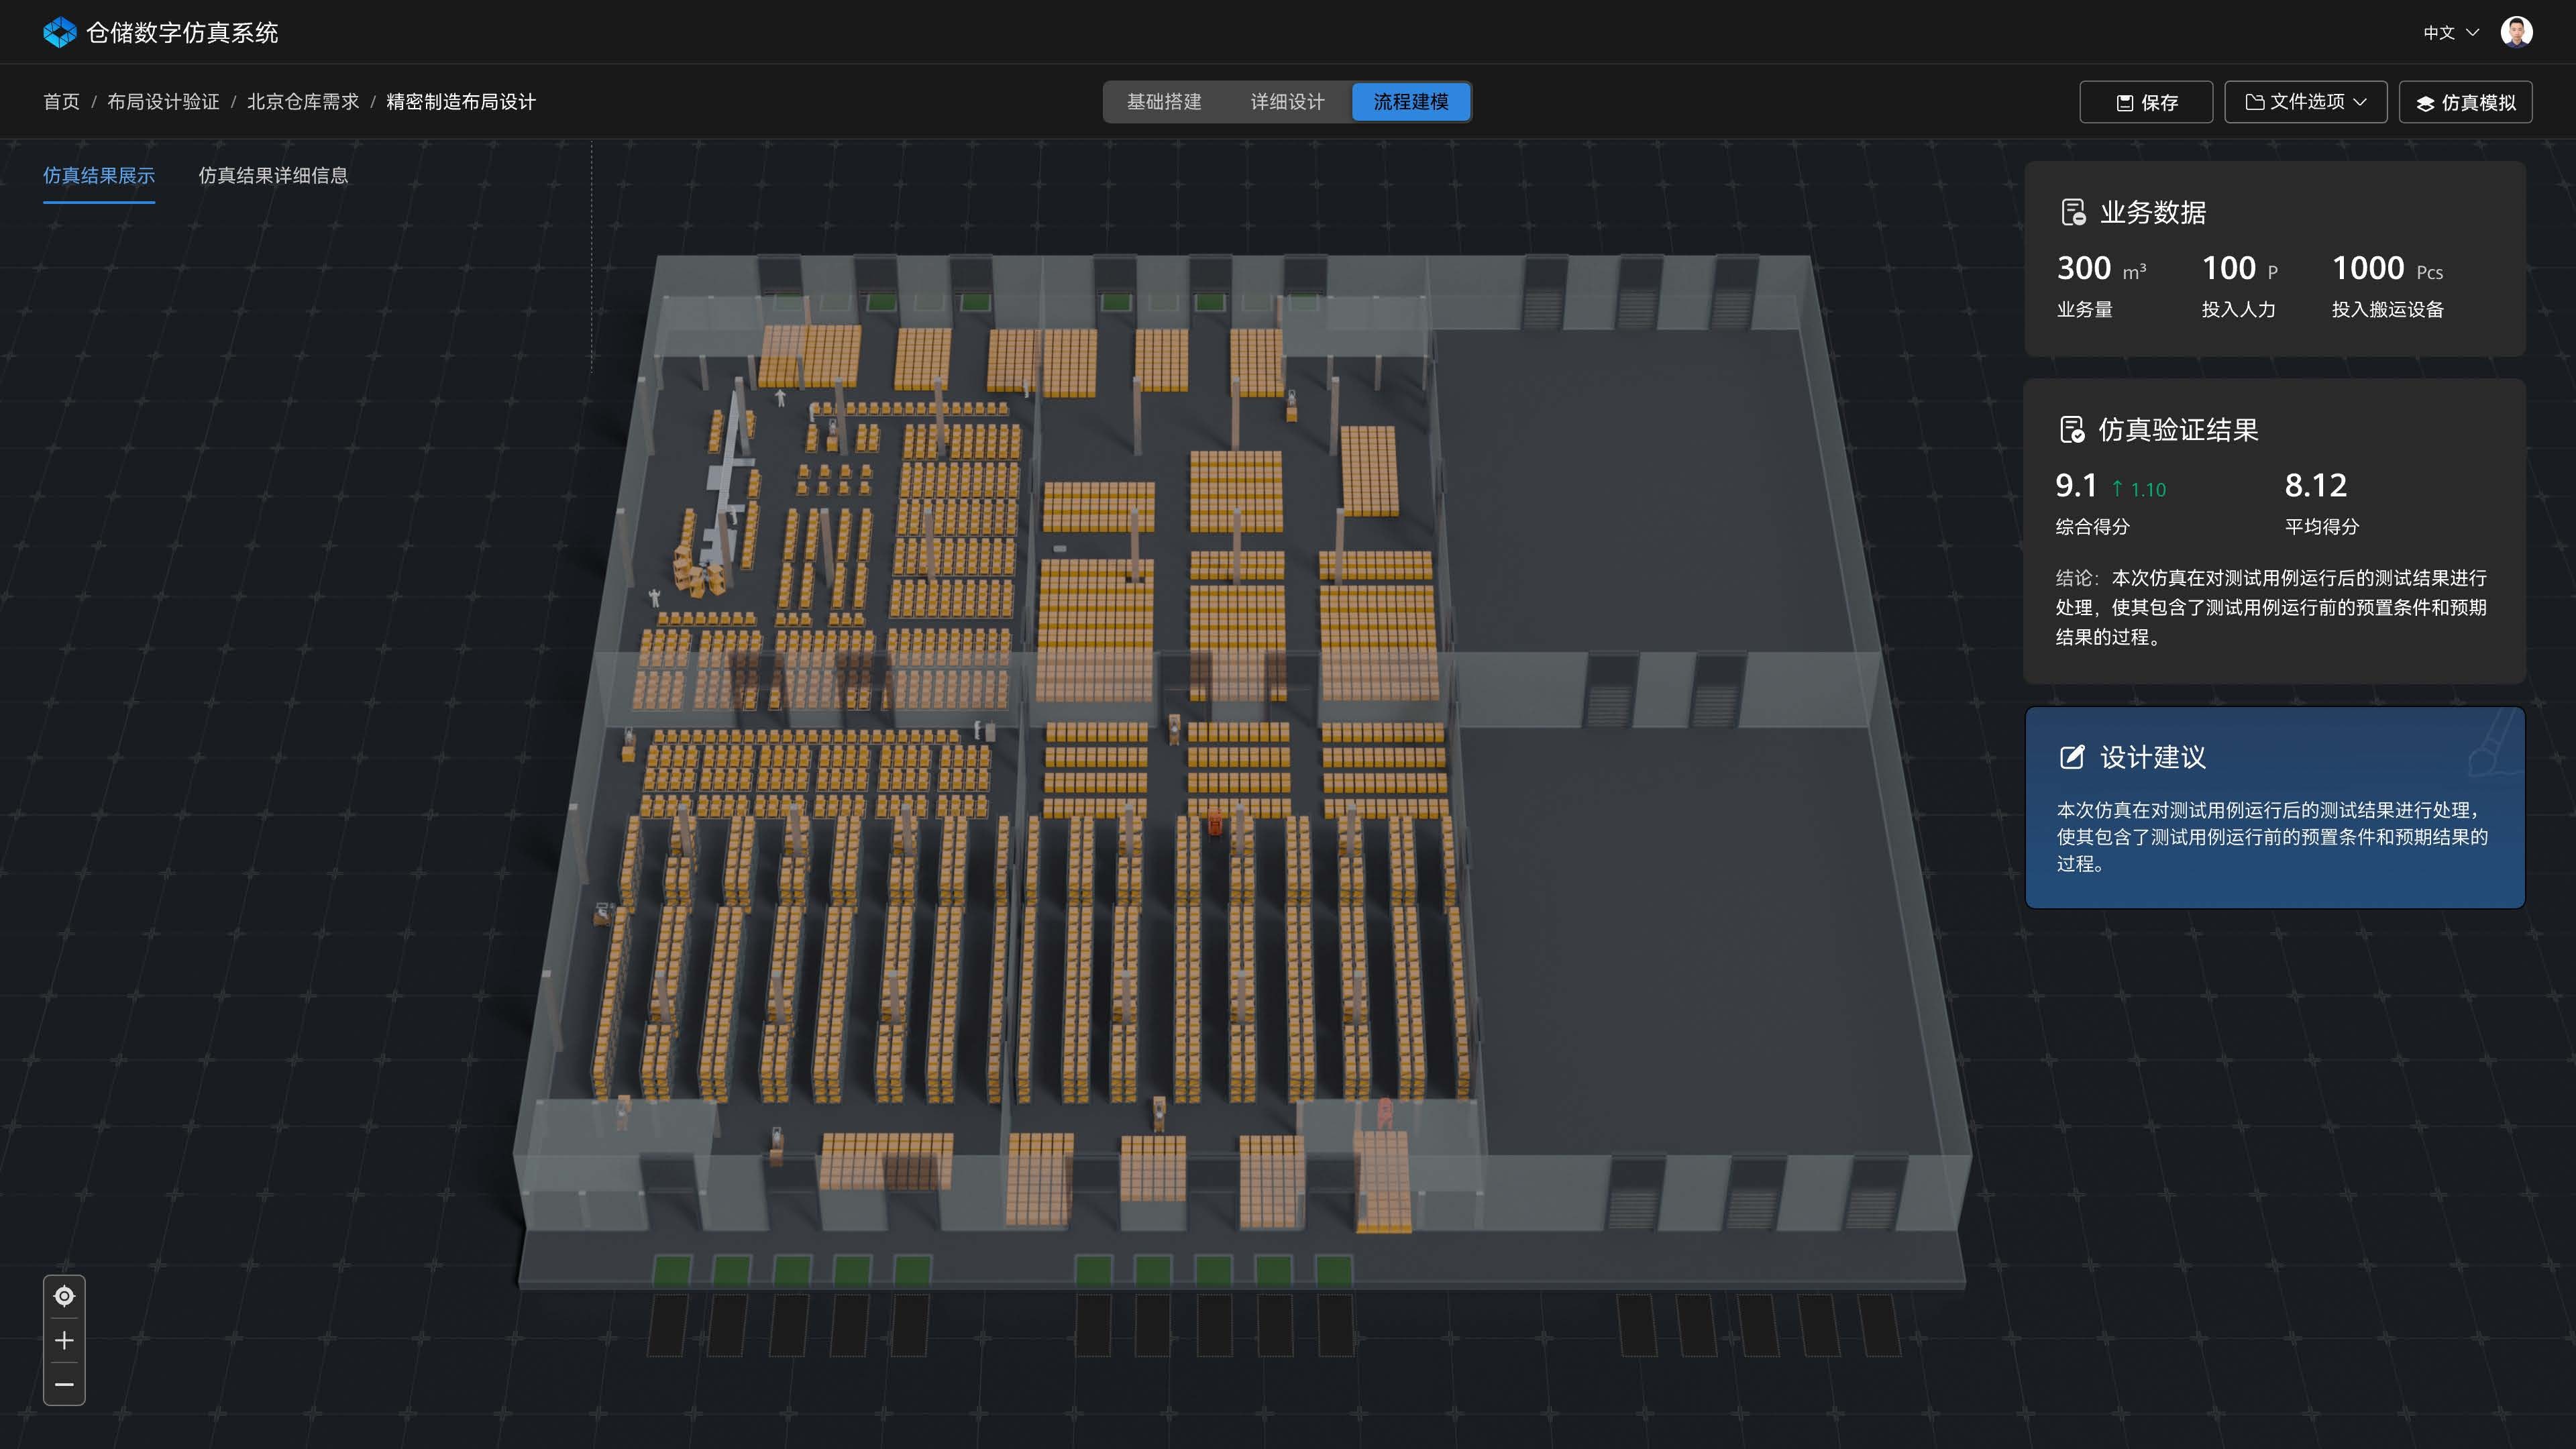 仓储数字仿真系统
中文
首页 / 布局设计验证 / 北京仓库需求 / 精密制造布局设计
基础搭建 详细设计 流程建模
保存 文件选项 仿真模拟
仿真结果展示 仿真结果详细信息
业务数据
300 m³ 100 P 1000 Pcs
业务量 投入人力 投入搬运设备
仿真验证结果
9.1 ↑ 1.10 8.12
综合得分 平均得分
结论：本次仿真在对测试用例运行后的测试结果进行
处理，使其包含了测试用例运行前的预置条件和预期
结果的过程。
设计建议
本次仿真在对测试用例运行后的测试结果进行处理，
使其包含了测试用例运行前的预置条件和预期结果的
过程。